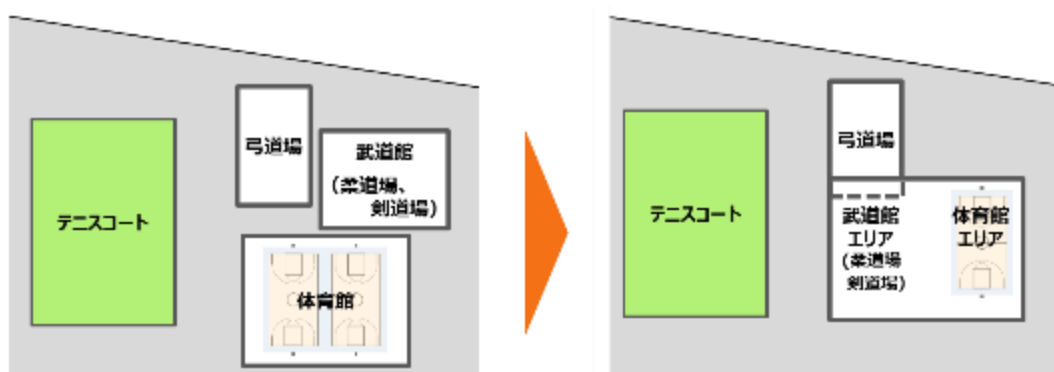 弓道場
武道館
(柔道場、
剣道場)
テニスコート
体育館
弓道場
テニスコート
武道館
エリア
(柔道場
剣道場)
体育館
エリア